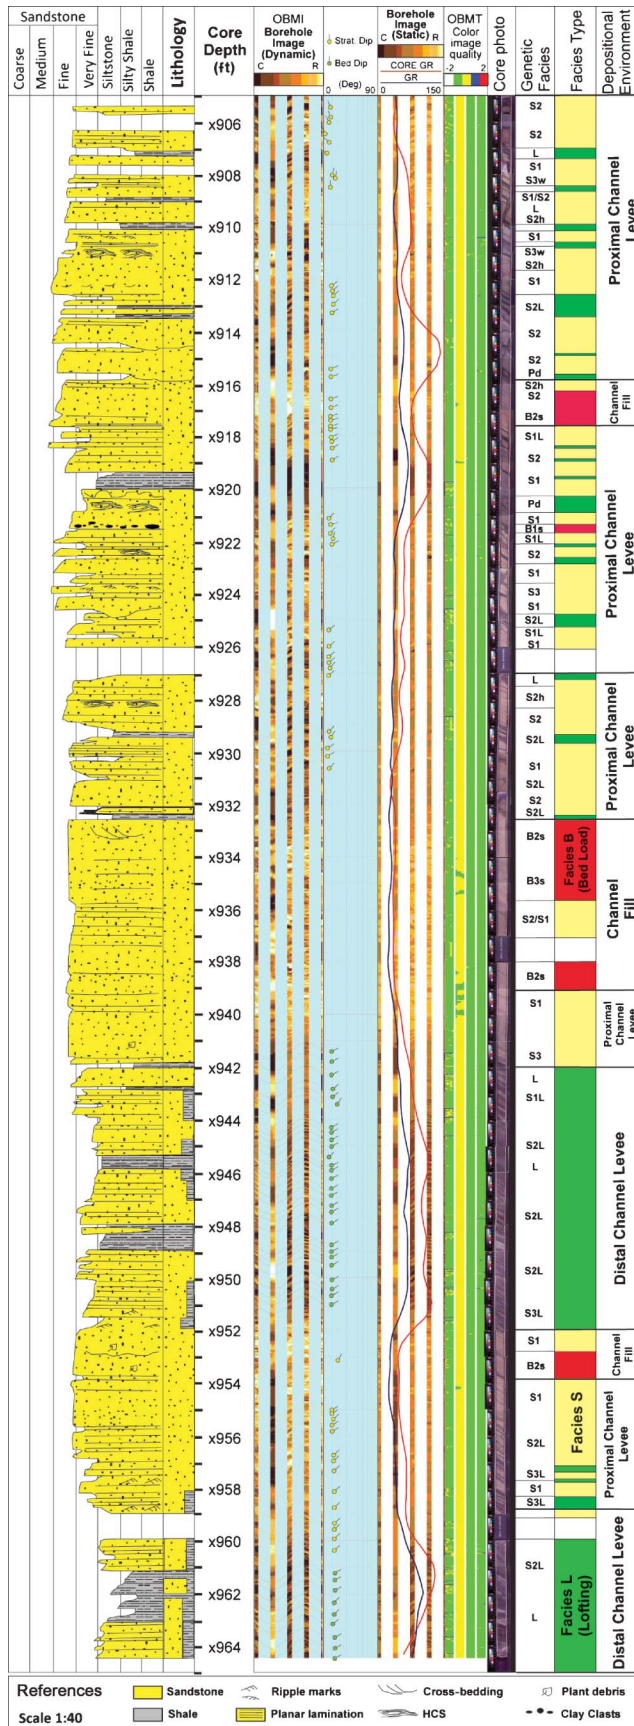 Sandstone
Coarse
Medium
Fine
Very Fine
Siltstone
Silty Shale
Shale
Lithology
Core
Depth
(ft)
OBMI
Borehole
Image
(Dynamic)
C R
Strat. Dip
Bed Dip
(Deg)
0 90
Borehole
Image
(Static)
C R
CORE GR
GR
0 150
OBMT
Color
image
quality
-2 2
Core photo
Genetic
Facies
Facies Type
Depositional
Environment
x906
x908
x910
x912
x914
x916
x918
x920
x922
x924
x926
x928
x930
x932
x934
x936
x938
x940
x942
x944
x946
x948
x950
x952
x954
x956
x958
x960
x962
x964
S2
S2
L
S1
S3w
S1/S2
L
S2h
S1
S3w
S2h
S1
S2L
S2
S2
Pd
S2h
S2
B2s
S1L
S2
S1
Pd
S1
B1s
S1L
S2
S1
S3
S1
S2L
S1L
S1
L
S2h
S2
S2L
S1
S2L
S2
S2L
B2s
B3s
S2/S1
B2s
S1
S3
L
S1L
S2L
L
S2L
S2L
S3L
S1
B2s
S1
S2L
S3L
S1
S3L
S2L
L
Facies B
(Bed Load)
Facies S
Facies L
(Lofting)
Proximal Channel
Levee
Channel
Fill
Proximal Channel
Levee
Proximal Channel
Levee
Channel
Fill
Proximal
Channel
Levee
Distal Channel Levee
Channel
Fill
Proximal Channel
Levee
Distal Channel Levee
References
Sandstone
Ripple marks
Cross-bedding
Plant debris
Scale 1:40
Shale
Planar lamination
HCS
Clay Clasts